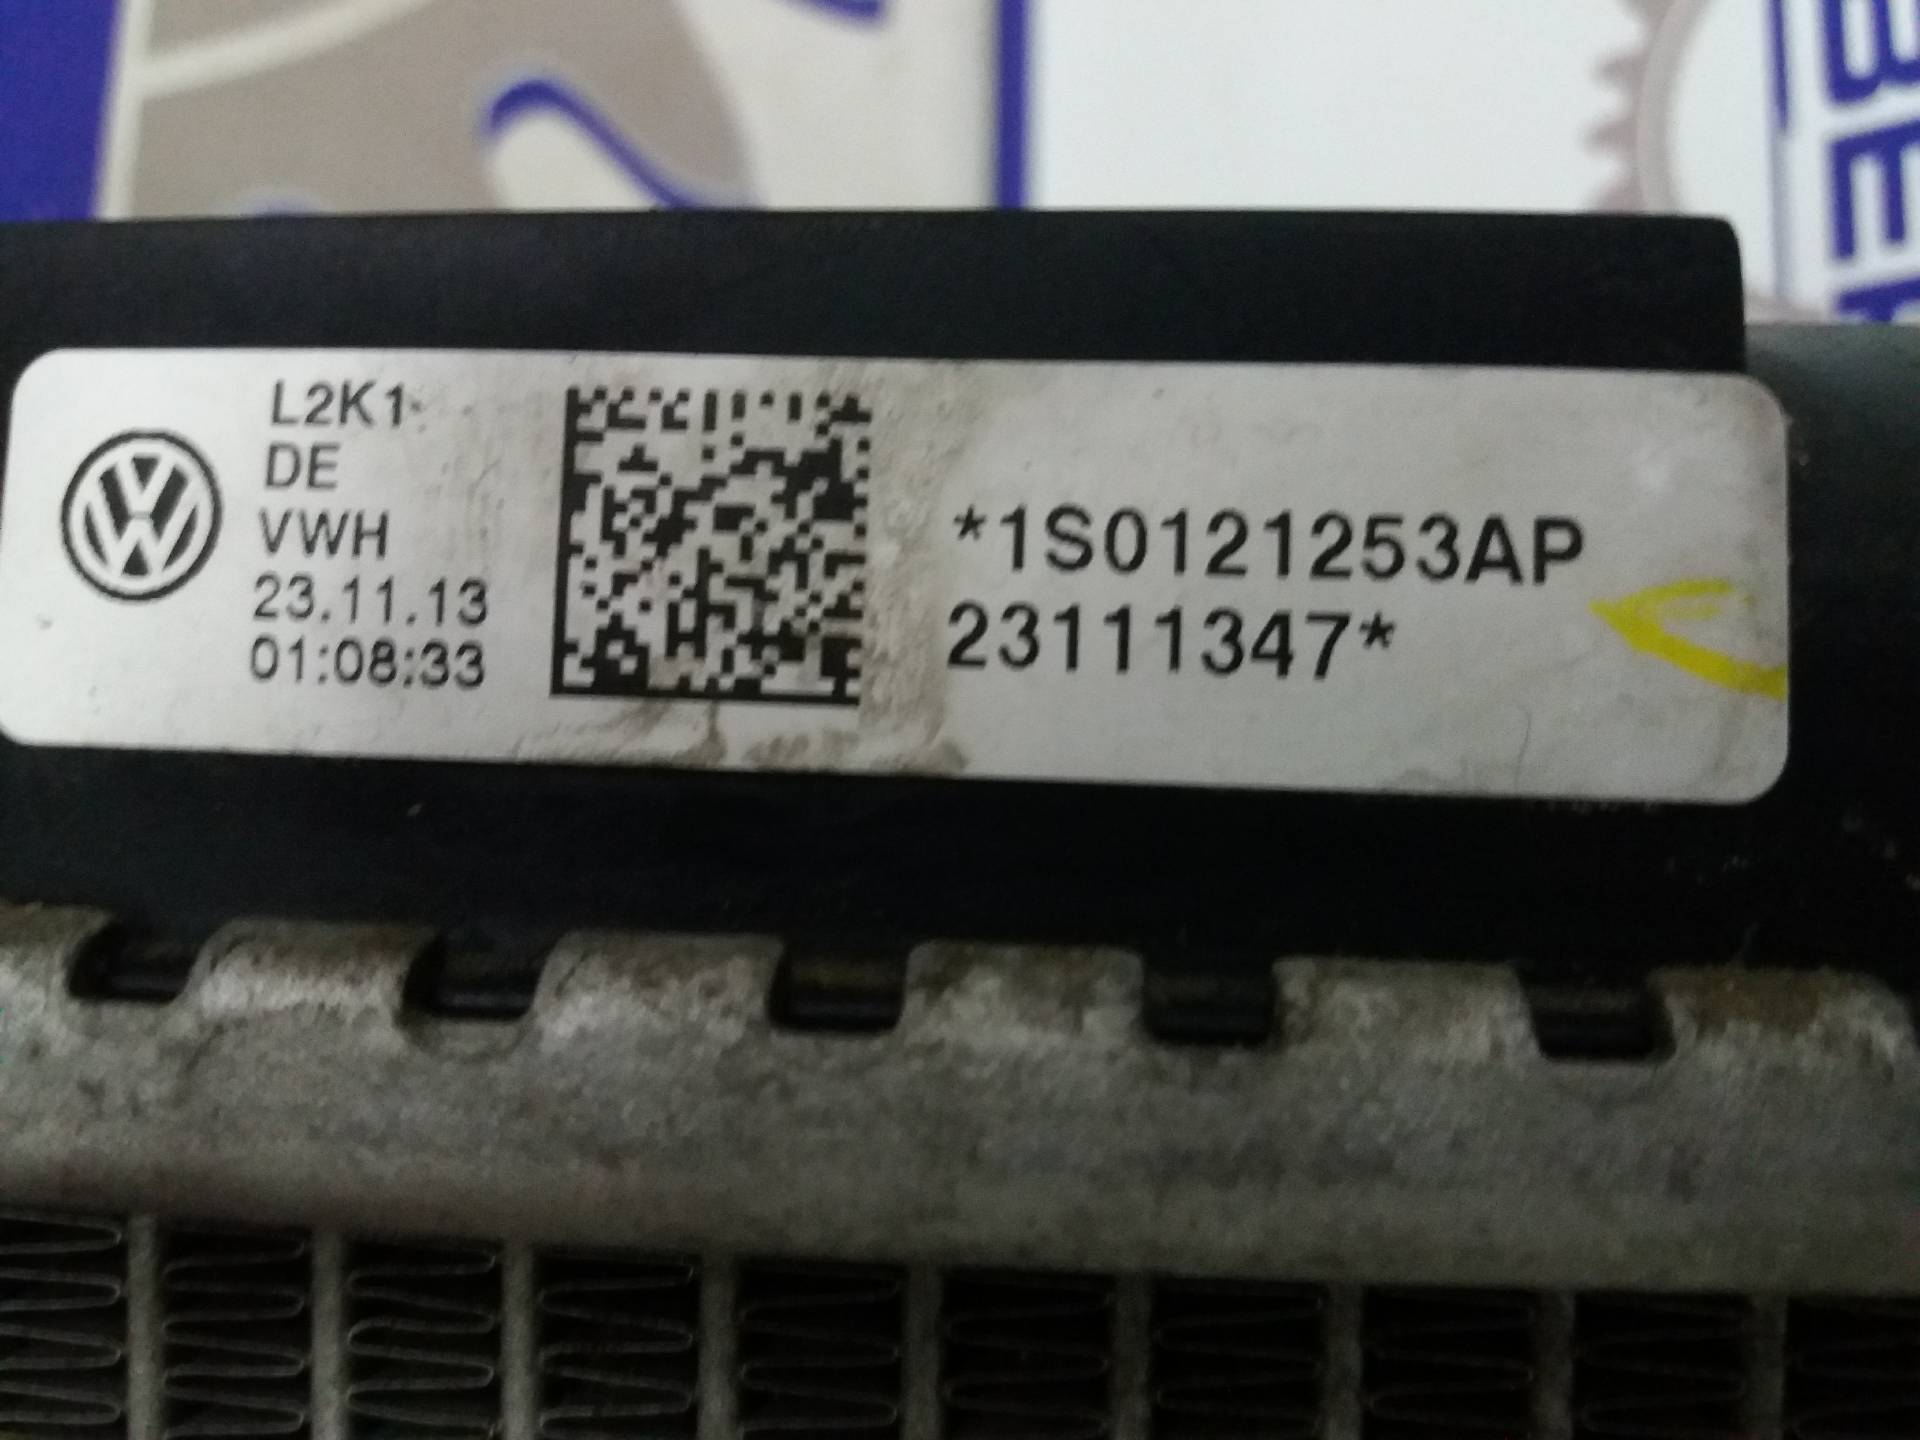 L2K1
DE
VWH
23.11.13
01:08:33
*1S0121253AP
23111347*